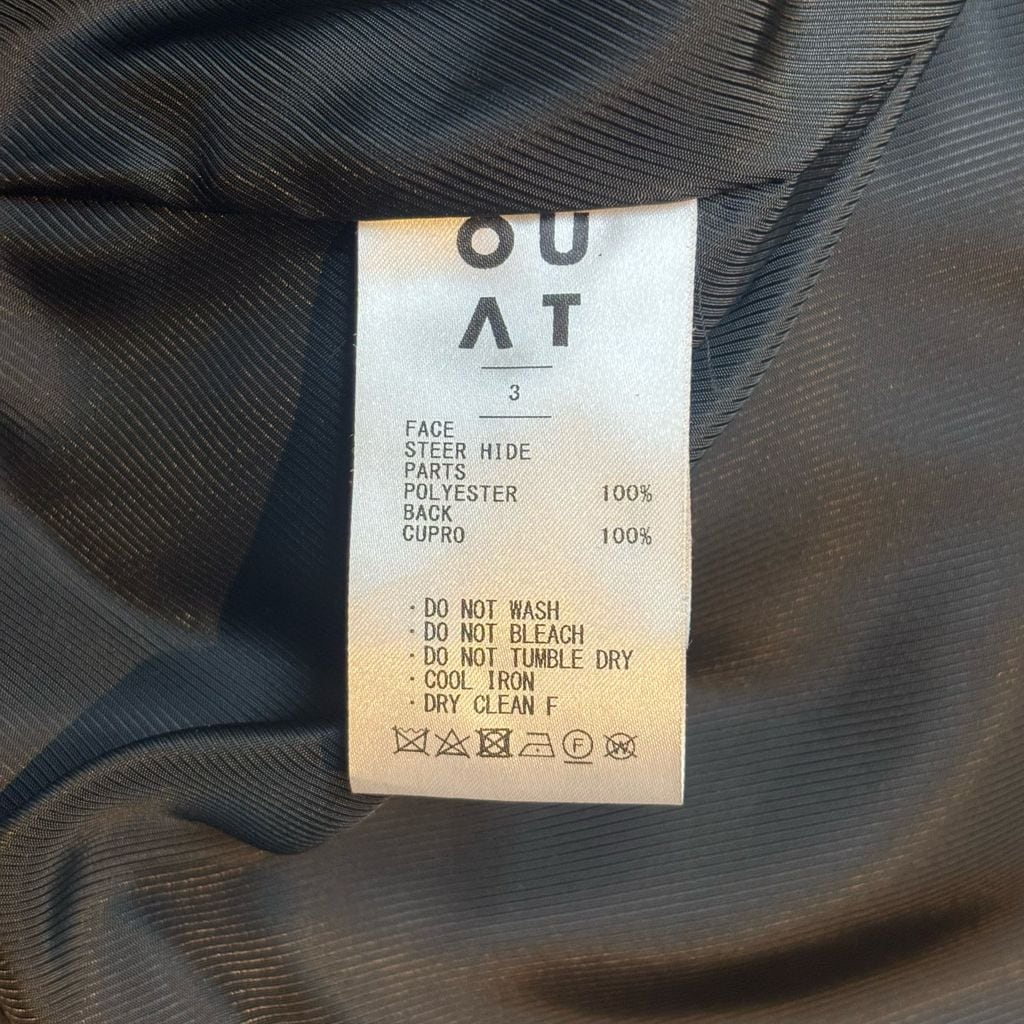 OU
AT
3
FACE
STEER HIDE
PARTS
POLYESTER 100%
BACK
CUPRO 100%
・DO NOT WASH
・DO NOT BLEACH
・DO NOT TUMBLE DRY
・COOL IRON
・DRY CLEAN F
F W